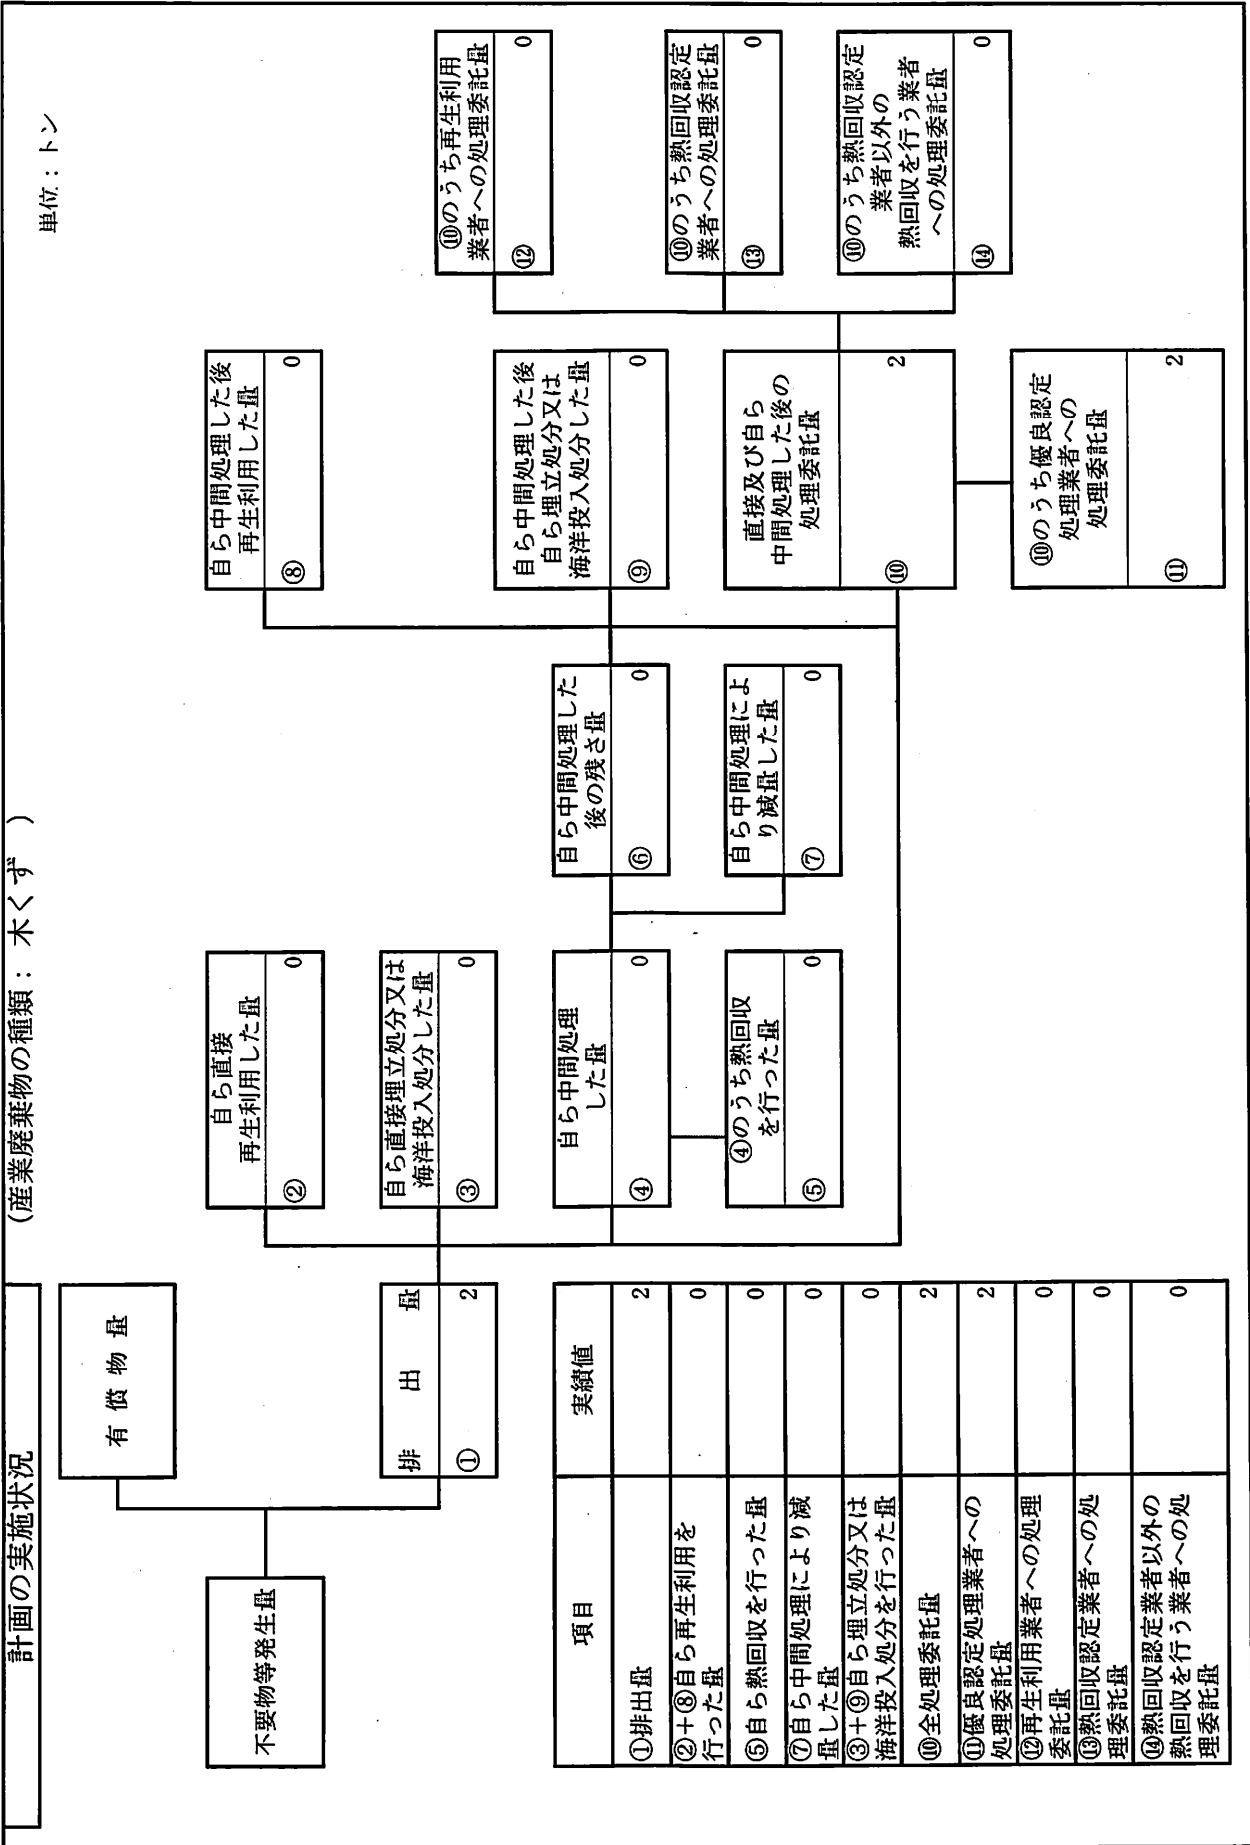 計画の実施状況
(産業廃棄物の種類: 木くず )
単位:トン
不要物等発生量
有 償 物 量
排 出 量
① 2
自ら直接
再生利用した量
② 0
自ら直接埋立処分又は
海洋投入処分した量
③ 0
自ら中間処理
した量
④ 0
④のうち熱回収
を行った量
⑤ 0
自ら中間処理した
後の残さ量
⑥ 0
自ら中間処理によ
り減量した量
⑦ 0
自ら中間処理した後
再生利用した量
⑧ 0
自ら中間処理した後
自ら埋立処分又は
海洋投入処分した量
⑨ 0
直接及び自ら
中間処理した後の
処理委託量
⑩ 2
⑩のうち優良認定
処理業者への
処理委託量
⑪ 2
⑩のうち再生利用
業者への処理委託量
⑫ 0
⑩のうち熱回収認定
業者への処理委託量
⑬ 0
⑩のうち熱回収認定
業者以外の
熱回収を行う業者
への処理委託量
⑭ 0
項目 実績値
①排出量 2
②+⑧自ら再生利用を
行った量 0
⑤自ら熱回収を行った量 0
⑦自ら中間処理により減
量した量 0
③+⑨自ら埋立処分又は
海洋投入処分を行った量 0
⑩全処理委託量 2
⑪優良認定処理業者への
処理委託量 2
⑫再生利用業者への処理
委託量 0
⑬熱回収認定業者への処
理委託量 0
⑭熱回収認定業者以外の
熱回収を行う業者への処
理委託量 0